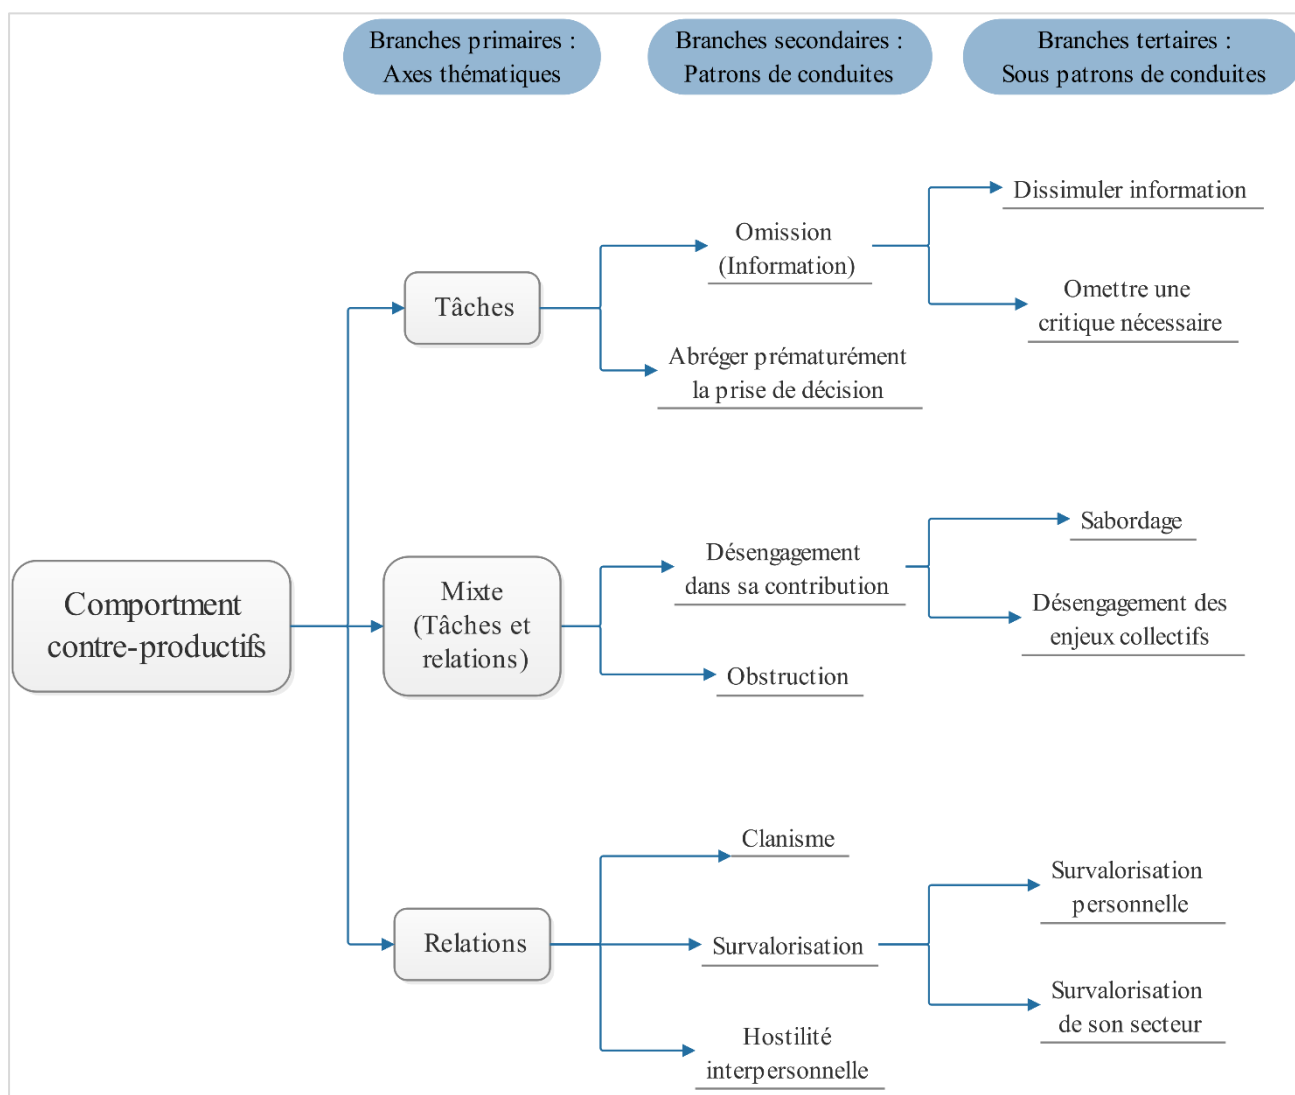 Branches primaires :
Axes thématiques
Branches secondaires :
Patrons de conduites
Branches tertaires :
Sous patrons de conduites
Comportment
contre-productifs
Tâches
Omission
(Information)
Dissimuler information
Omettre une
critique nécessaire
Abréger prématurément
la prise de décision
Mixte
(Tâches et
relations)
Désengagement
dans sa contribution
Sabordage
Désengagement des
enjeux collectifs
Obstruction
Relations
Clanisme
Survalorisation
Survalorisation
personnelle
Survalorisation
de son secteur
Hostilité
interpersonnelle